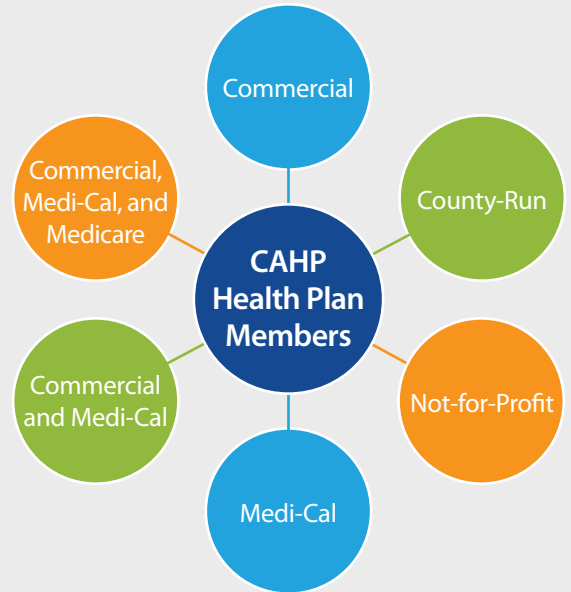 Commercial
Commercial,
Medi-Cal, and
Medicare
County-Run
CAHP
Health Plan
Members
Commercial
and Medi-Cal
Not-for-Profit
Medi-Cal